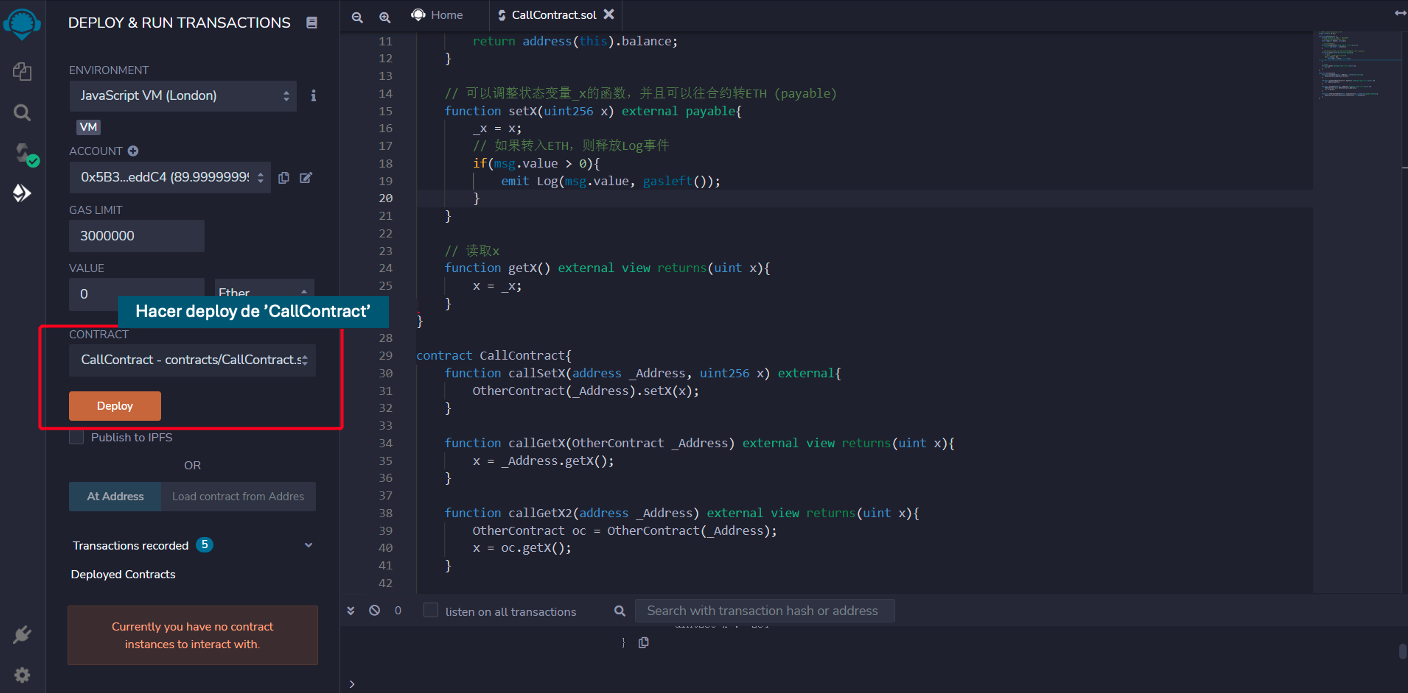 DEPLOY & RUN TRANSACTIONS
ENVIRONMENT
JavaScript VM (London)
VM
ACCOUNT
0x5B3...eddC4 (89.99999999
GAS LIMIT
3000000
VALUE
0
Ether
Hacer deploy de 'CallContract'
CONTRACT
CallContract - contracts/CallContract.s
Deploy
Publish to IPFS
OR
At Address
Load contract from Addres
Transactions recorded 5
Deployed Contracts
Currently you have no contract
instances to interact with.
Home
CallContract.sol
11 return address(this).balance;
12 }
13
14 // 可以调整状态变量_x的函数，并且可以往合约转ETH (payable)
15 function setX(uint256 x) external payable{
16 _x = x;
17 // 如果转入ETH，则释放Log事件
18 if(msg.value > 0){
19 emit Log(msg.value, gasleft());
20 }
21 }
22
23 // 读取x
24 function getX() external view returns(uint x){
25 x = _x;
}
}
28
29 contract CallContract{
30 function callSetX(address _Address, uint256 x) external{
31 OtherContract(_Address).setX(x);
32 }
33
34 function callGetX(OtherContract _Address) external view returns(uint x){
35 x = _Address.getX();
36 }
37
38 function callGetX2(address _Address) external view returns(uint x){
39 OtherContract oc = OtherContract(_Address);
40 x = oc.getX();
41 }
42
0
listen on all transactions
Search with transaction hash or address
}
>